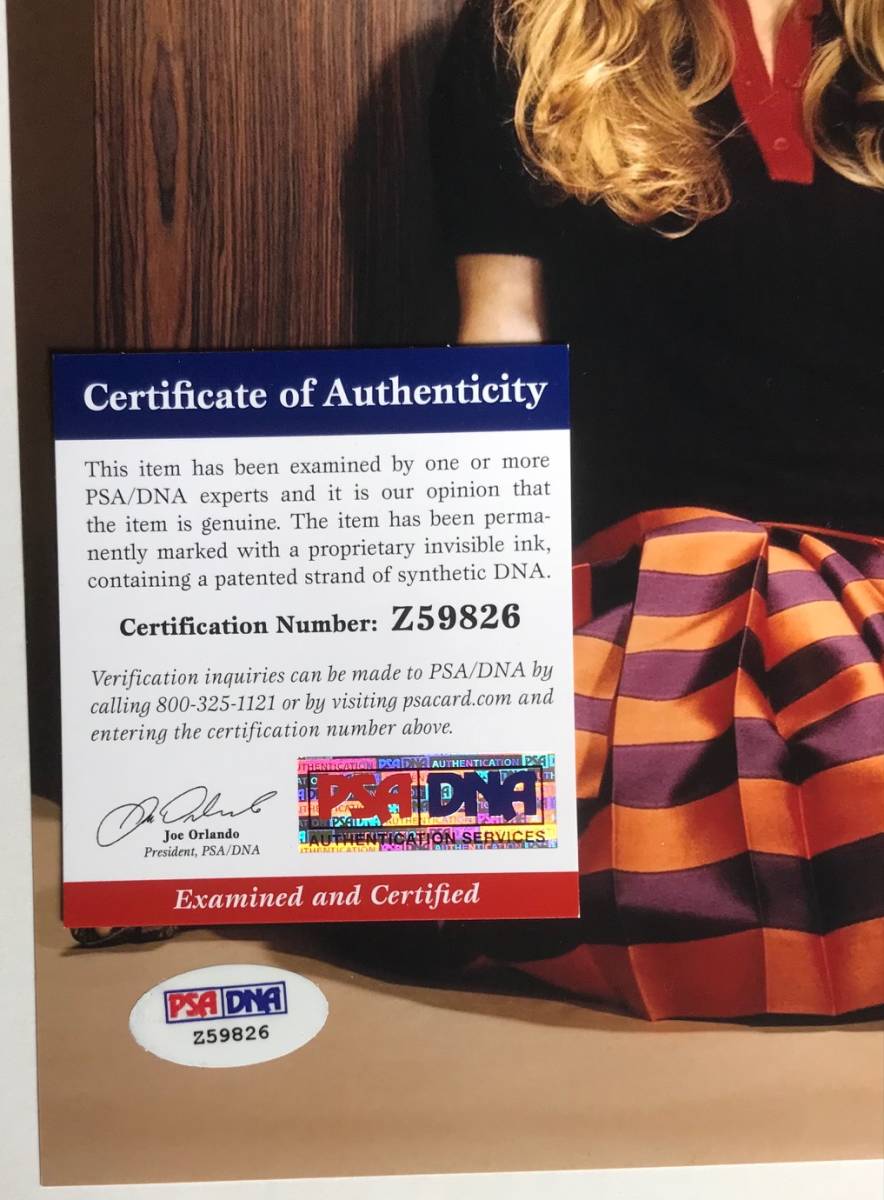 Certificate of Authenticity
This item has been examined by one or more
PSA/DNA experts and it is our opinion that
the item is genuine. The item has been perma-
nently marked with a proprietary invisible ink,
containing a patented strand of synthetic DNA.
Certification Number: Z59826
Verification inquiries can be made to PSA/DNA by
calling 800-325-1121 or by visiting psacard.com and
entering the certification number above.
PSA DNA
AUTHENTICATION SERVICES
Joe Orlando
President, PSA/DNA
Examined and Certified
PSA DNA
Z59826